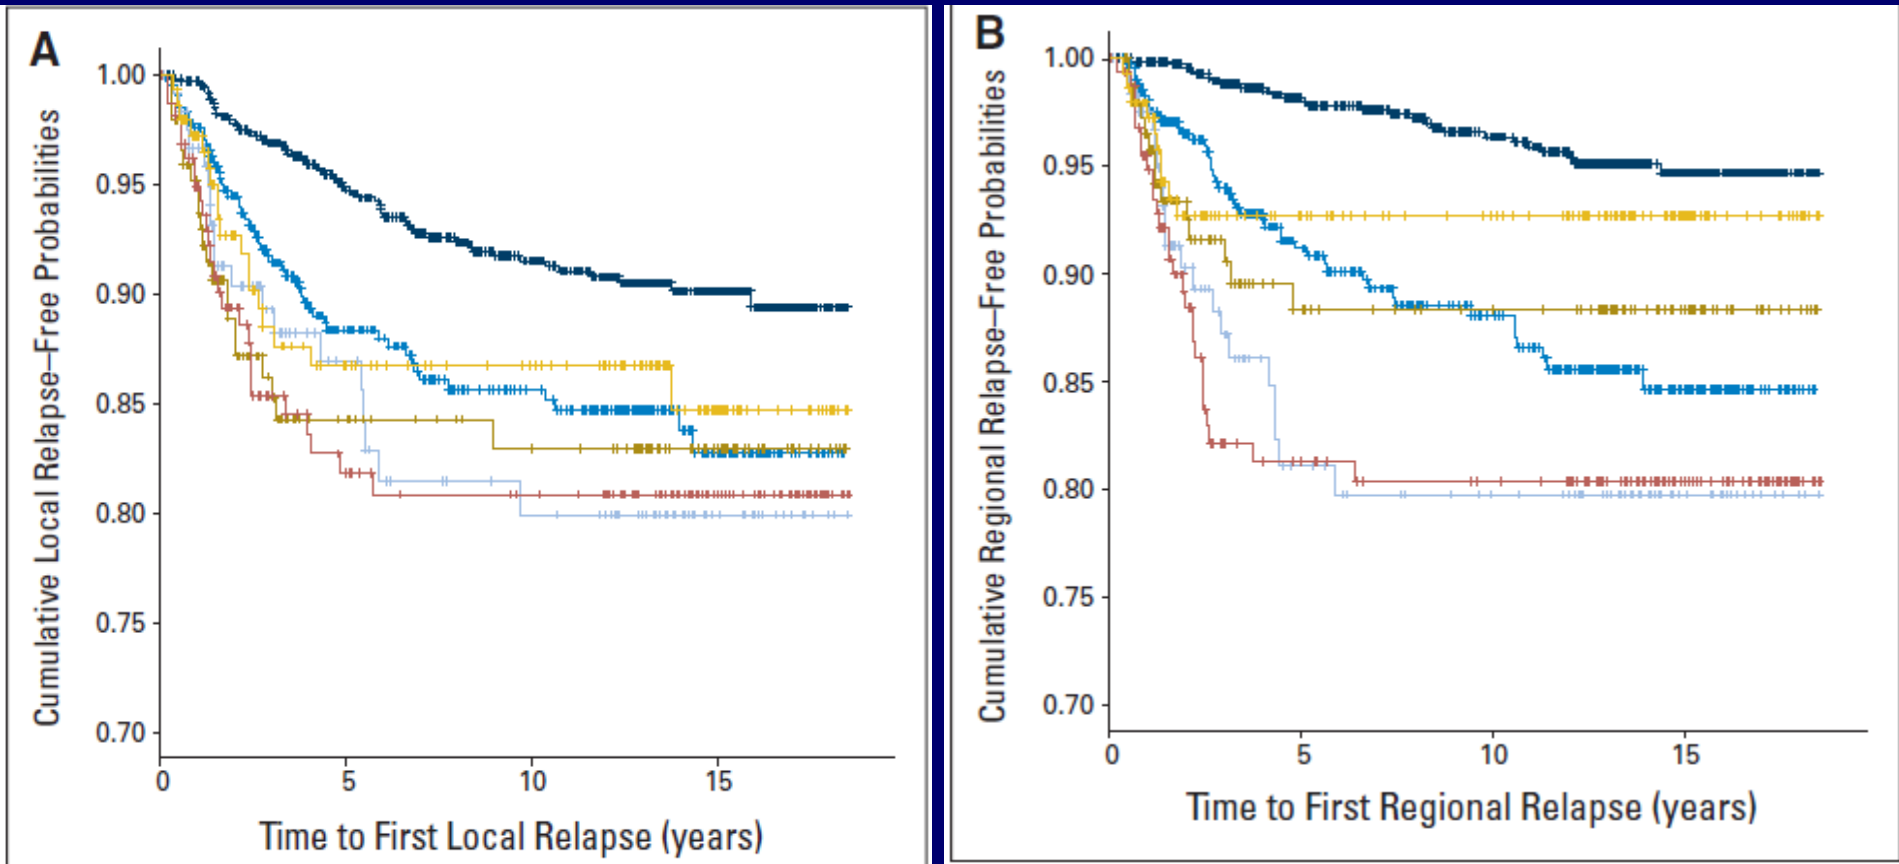 A
Cumulative Local Relapse–Free Probabilities
1.00
0.95
0.90
0.85
0.80
0.75
0.70
0 5 10 15
Time to First Local Relapse (years)
B
Cumulative Regional Relapse–Free Probabilities
1.00
0.95
0.90
0.85
0.80
0.75
0.70
0 5 10 15
Time to First Regional Relapse (years)